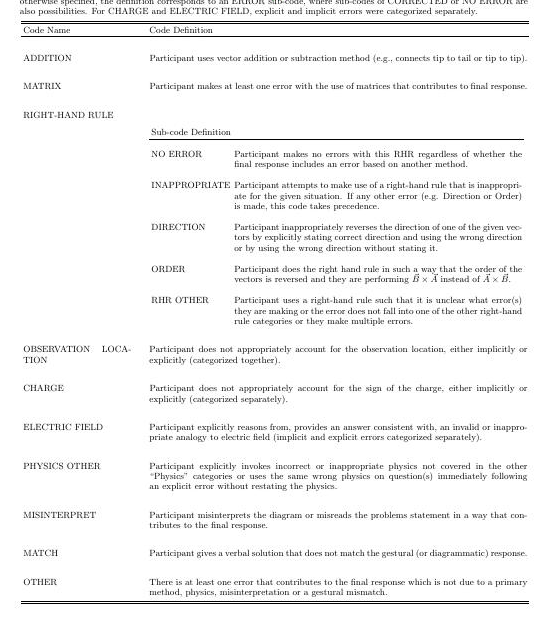 otherwise specified, the definition corresponds to an ERROR sub-code, where sub-codes of CORRECTED or NO ERROR are
also possibilities. For CHARGE and ELECTRIC FIELD, explicit and implicit errors were categorized separately.
Code Name Code Definition
ADDITION Participant uses vector addition or subtraction method (e.g., connects tip to tail or tip to tip).
MATRIX Participant makes at least one error with the use of matrices that contributes to final response.
RIGHT-HAND RULE
Sub-code Definition
NO ERROR Participant makes no errors with this RHR regardless of whether the
final response includes an error based on another method.
INAPPROPRIATE Participant attempts to make use of a right-hand rule that is inappropri-
ate for the given situation. If any other error (e.g. Direction or Order)
is made, this code takes precedence.
DIRECTION Participant inappropriately reverses the direction of one of the given vec-
tors by explicitly stating correct direction and using the wrong direction
or by using the wrong direction without stating it.
ORDER Participant does the right hand rule in such a way that the order of the
vectors is reversed and they are performing B⃗ × A⃗ instead of A⃗ × B⃗.
RHR OTHER Participant uses a right-hand rule such that it is unclear what error(s)
they are making or the error does not fall into one of the other right-hand
rule categories or they make multiple errors.
OBSERVATION LOCA- Participant does not appropriately account for the observation location, either implicitly or
TION explicitly (categorized together).
CHARGE Participant does not appropriately account for the sign of the charge, either implicitly or
explicitly (categorized separately).
ELECTRIC FIELD Participant explicitly reasons from, provides an answer consistent with, an invalid or inappro-
priate analogy to electric field (implicit and explicit errors categorized separately).
PHYSICS OTHER Participant explicitly invokes incorrect or inappropriate physics not covered in the other
"Physics" categories or uses the same wrong physics on question(s) immediately following
an explicit error without restating the physics.
MISINTERPRET Participant misinterprets the diagram or misreads the problems statement in a way that con-
tributes to the final response.
MATCH Participant gives a verbal solution that does not match the gestural (or diagrammatic) response.
OTHER There is at least one error that contributes to the final response which is not due to a primary
method, physics, misinterpretation or a gestural mismatch.